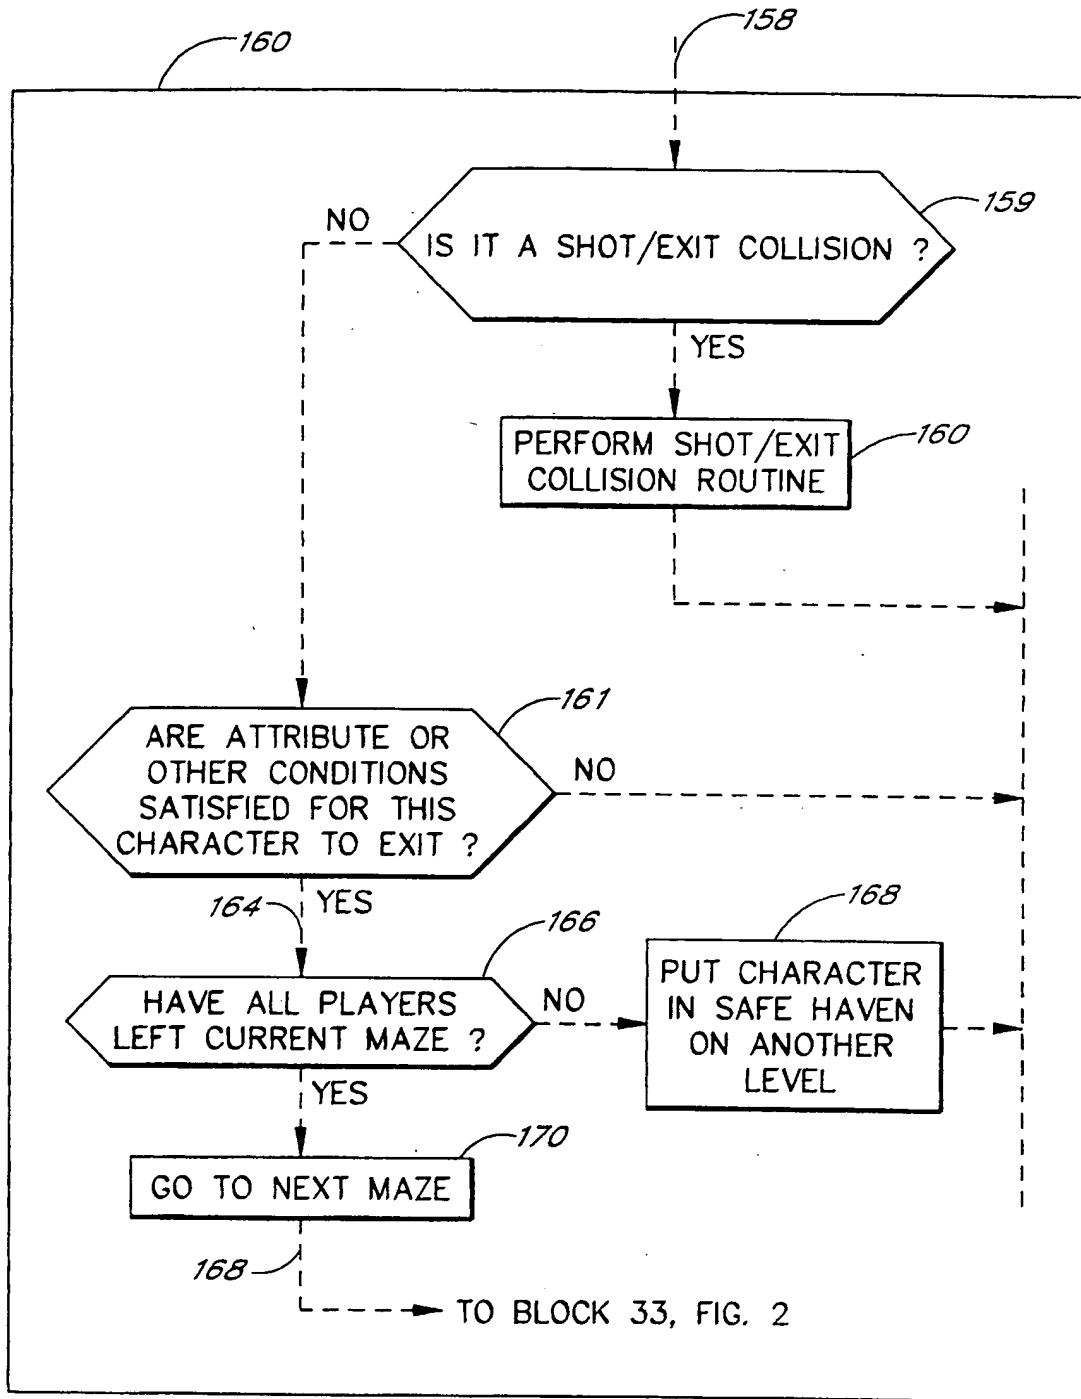 160
158
159
NO
IS IT A SHOT/EXIT COLLISION ?
YES
PERFORM SHOT/EXIT
COLLISION ROUTINE
160
161
ARE ATTRIBUTE OR
OTHER CONDITIONS
SATISFIED FOR THIS
CHARACTER TO EXIT ?
NO
164
YES
166
168
HAVE ALL PLAYERS
LEFT CURRENT MAZE ?
NO
PUT CHARACTER
IN SAFE HAVEN
ON ANOTHER
LEVEL
YES
170
GO TO NEXT MAZE
168
TO BLOCK 33, FIG. 2